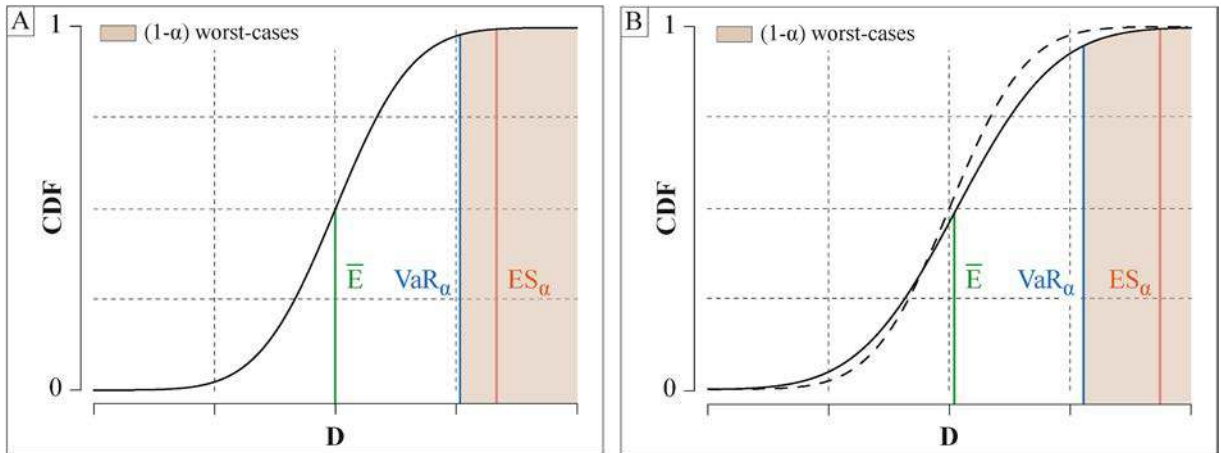 A
1
(1-α) worst-cases
CDF
E̅
VaRα
ESα
0
D
B
1
(1-α) worst-cases
CDF
E̅
VaRα
ESα
0
D